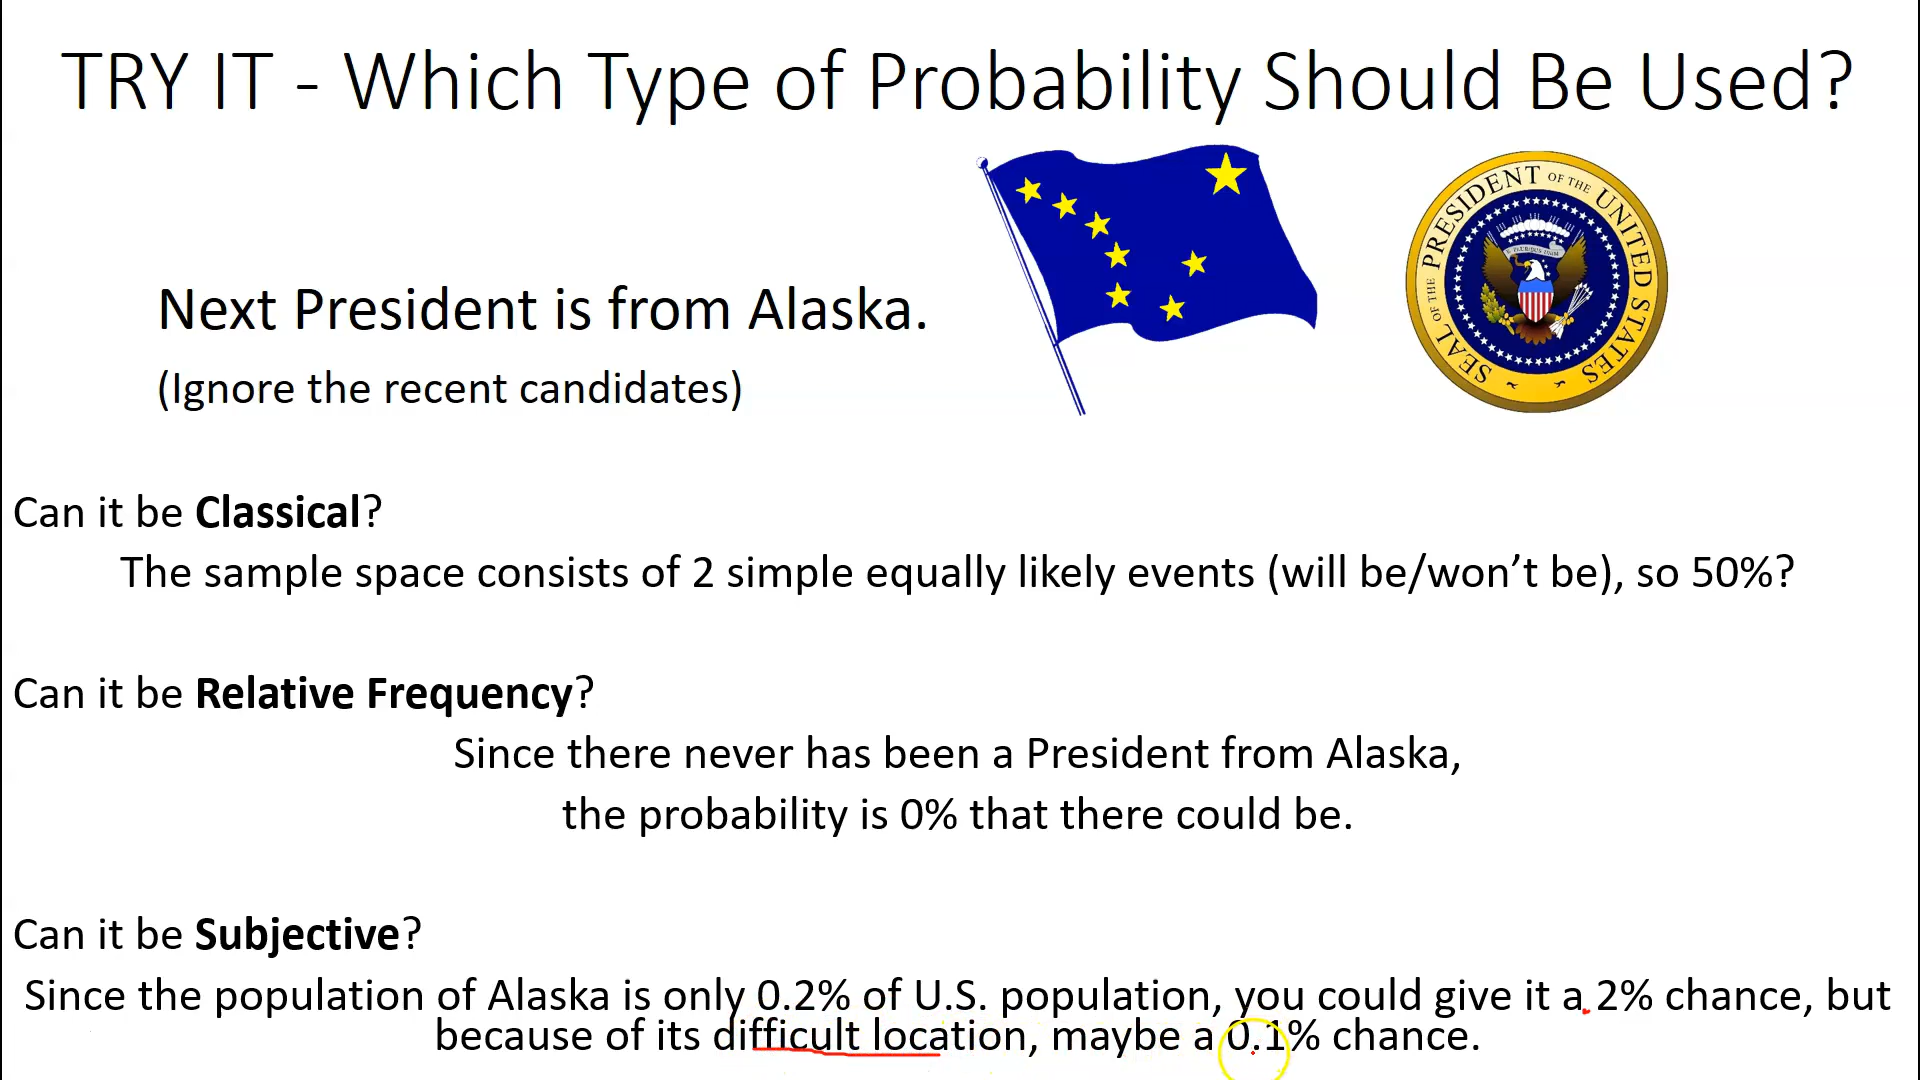 TRY IT - Which Type of Probability Should Be Used?
SEAL OF THE PRESIDENT OF THE UNITED STATES
Next President is from Alaska.
(Ignore the recent candidates)
Can it be Classical?
The sample space consists of 2 simple equally likely events (will be/won’t be), so 50%?
Can it be Relative Frequency?
Since there never has been a President from Alaska,
the probability is 0% that there could be.
Can it be Subjective?
Since the population of Alaska is only 0.2% of U.S. population, you could give it a 2% chance, but
because of its difficult location, maybe a 0.1% chance.